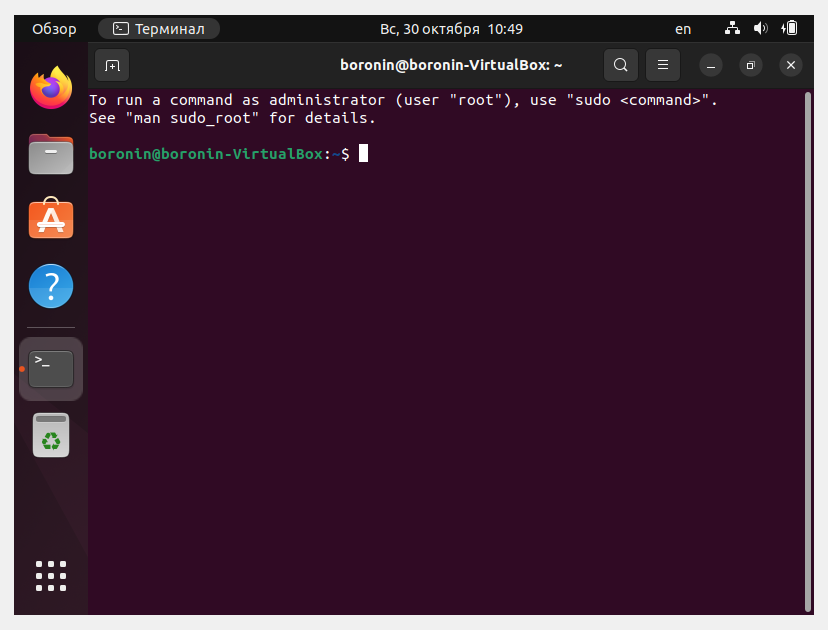 Обзор
Терминал
Вс, 30 октября 10:49
en
boronin@boronin-VirtualBox: ~
To run a command as administrator (user "root"), use "sudo <command>".
See "man sudo_root" for details.
boronin@boronin-VirtualBox:~$